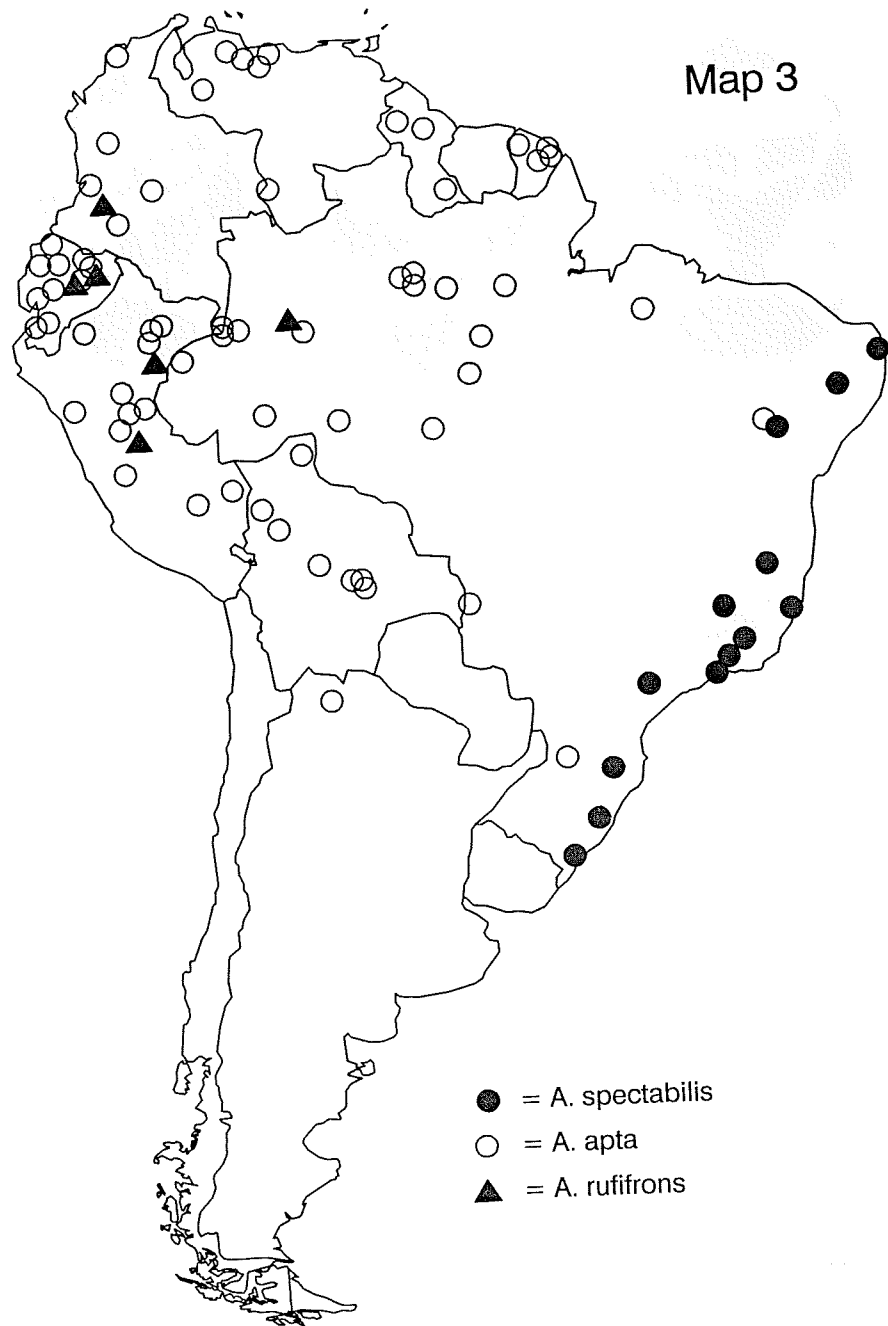 Map 3
= A. spectabilis
= A. apta
= A. rufifrons